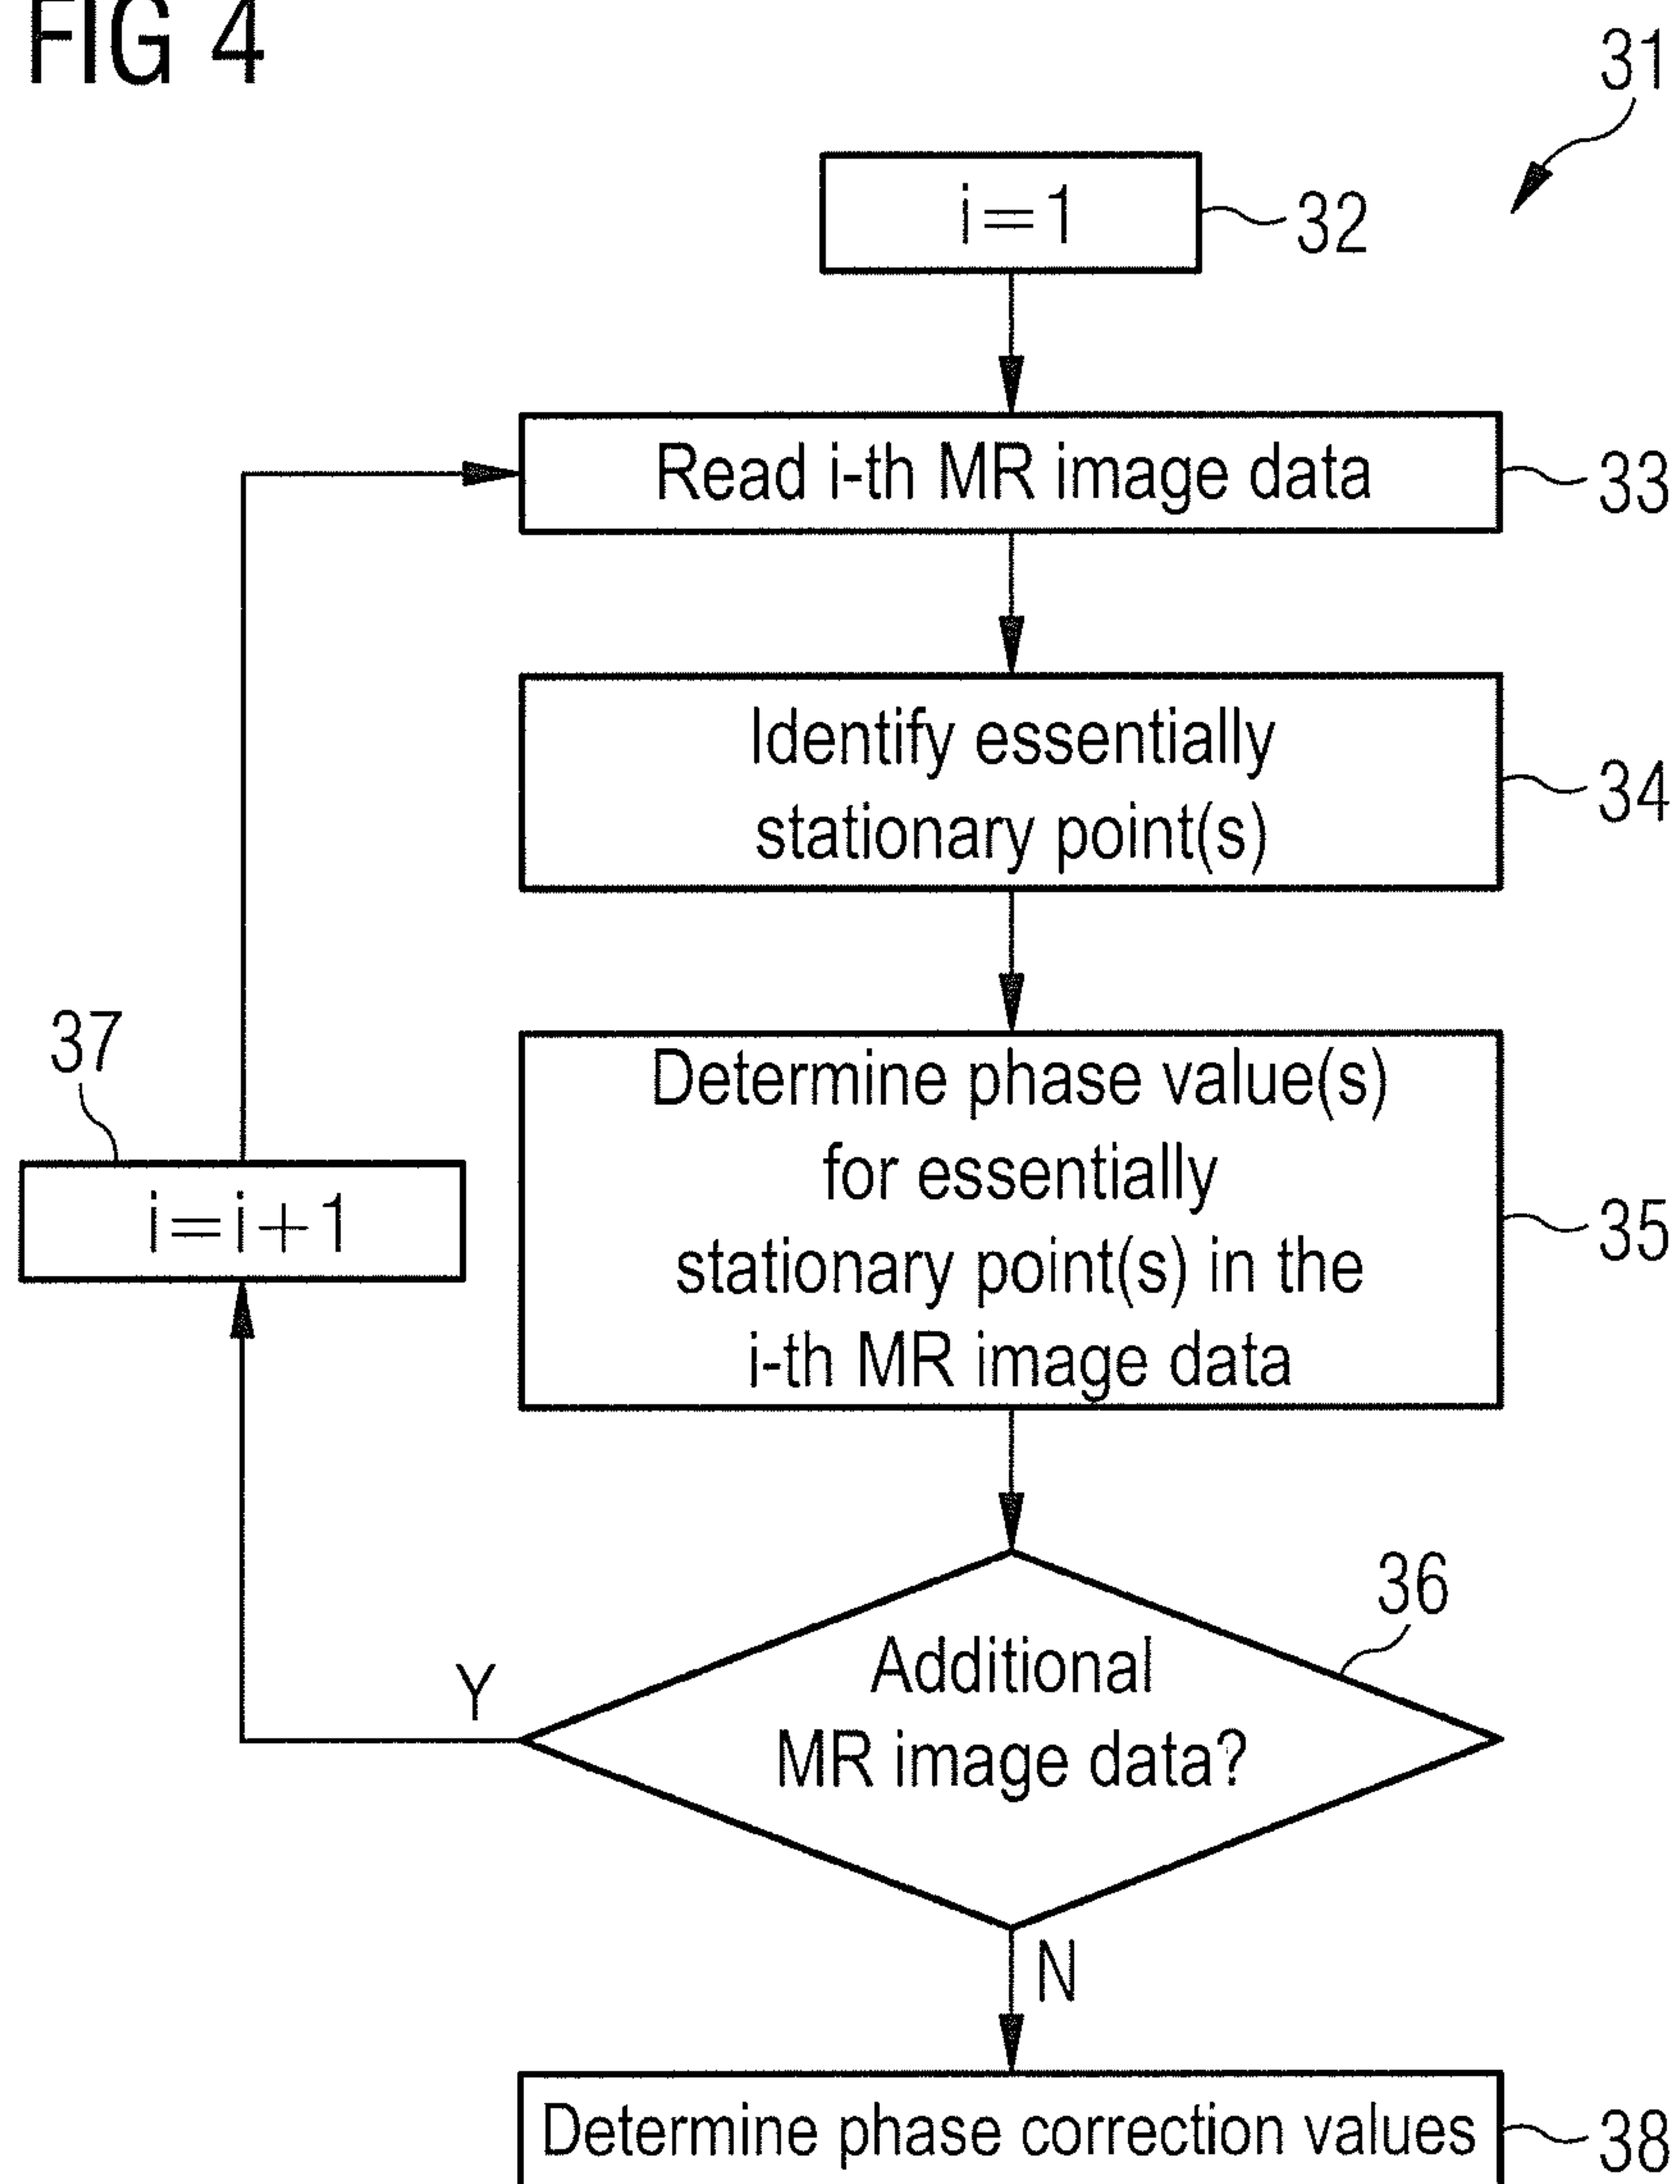 FIG 4
31
i=1
32
Read i-th MR image data
33
Identify essentially
stationary point(s)
34
Determine phase value(s)
for essentially
stationary point(s) in the
i-th MR image data
35
37
i=i+1
36
Additional
MR image data?
Y
N
Determine phase correction values
38